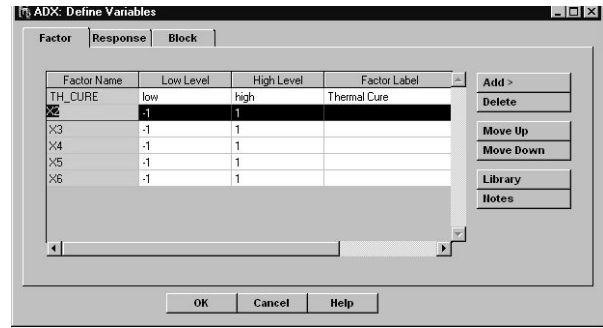 ADX: Define Variables
Factor Response Block
Factor Name Low Level High Level Factor Label
TH_CURE low high Thermal Cure
X2 -1 1
X3 -1 1
X4 -1 1
X5 -1 1
X6 -1 1
Add >
Delete
Move Up
Move Down
Library
Notes
OK Cancel Help